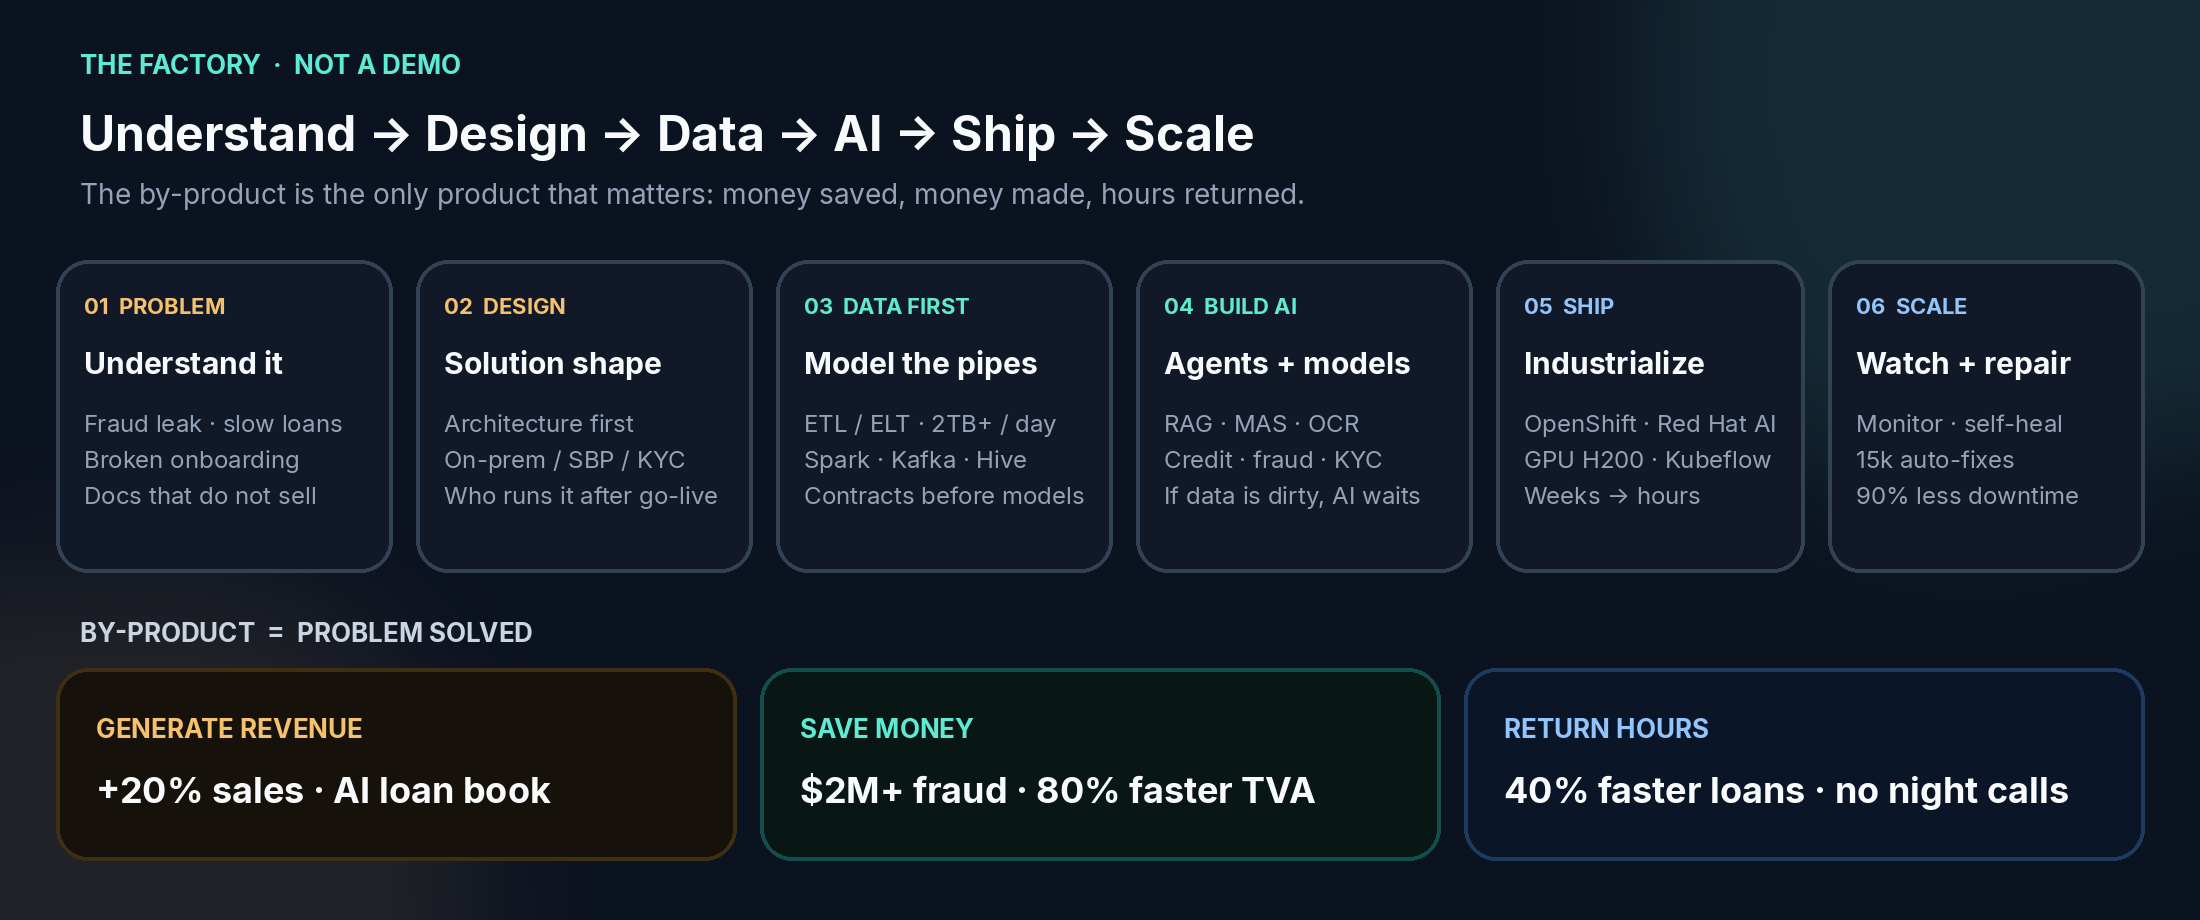 THE FACTORY · NOT A DEMO
Understand → Design → Data → AI → Ship → Scale
The by-product is the only product that matters: money saved, money made, hours returned.
01 PROBLEM
Understand it
Fraud leak · slow loans
Broken onboarding
Docs that do not sell
02 DESIGN
Solution shape
Architecture first
On-prem / SBP / KYC
Who runs it after go-live
03 DATA FIRST
Model the pipes
ETL / ELT · 2TB+ / day
Spark · Kafka · Hive
Contracts before models
04 BUILD AI
Agents + models
RAG · MAS · OCR
Credit · fraud · KYC
If data is dirty, AI waits
05 SHIP
Industrialize
OpenShift · Red Hat AI
GPU H200 · Kubeflow
Weeks → hours
06 SCALE
Watch + repair
Monitor · self-heal
15k auto-fixes
90% less downtime
BY-PRODUCT = PROBLEM SOLVED
GENERATE REVENUE
+20% sales · AI loan book
SAVE MONEY
$2M+ fraud · 80% faster TVA
RETURN HOURS
40% faster loans · no night calls